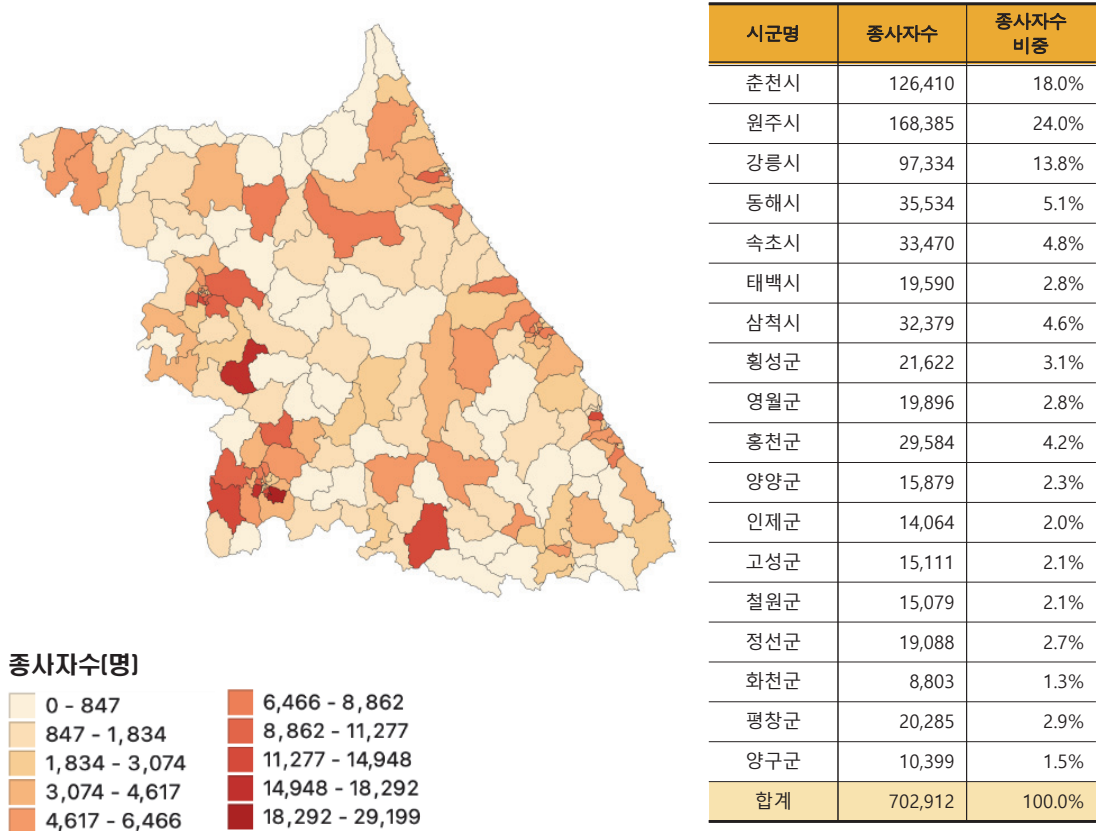 시군명 종사자수 종사자수
비중
춘천시 126,410 18.0%
원주시 168,385 24.0%
강릉시 97,334 13.8%
동해시 35,534 5.1%
속초시 33,470 4.8%
태백시 19,590 2.8%
삼척시 32,379 4.6%
횡성군 21,622 3.1%
영월군 19,896 2.8%
홍천군 29,584 4.2%
양양군 15,879 2.3%
인제군 14,064 2.0%
고성군 15,111 2.1%
철원군 15,079 2.1%
정선군 19,088 2.7%
화천군 8,803 1.3%
평창군 20,285 2.9%
양구군 10,399 1.5%
합계 702,912 100.0%
종사자수(명)
0 - 847
847 - 1,834
1,834 - 3,074
3,074 - 4,617
4,617 - 6,466
6,466 - 8,862
8,862 - 11,277
11,277 - 14,948
14,948 - 18,292
18,292 - 29,199